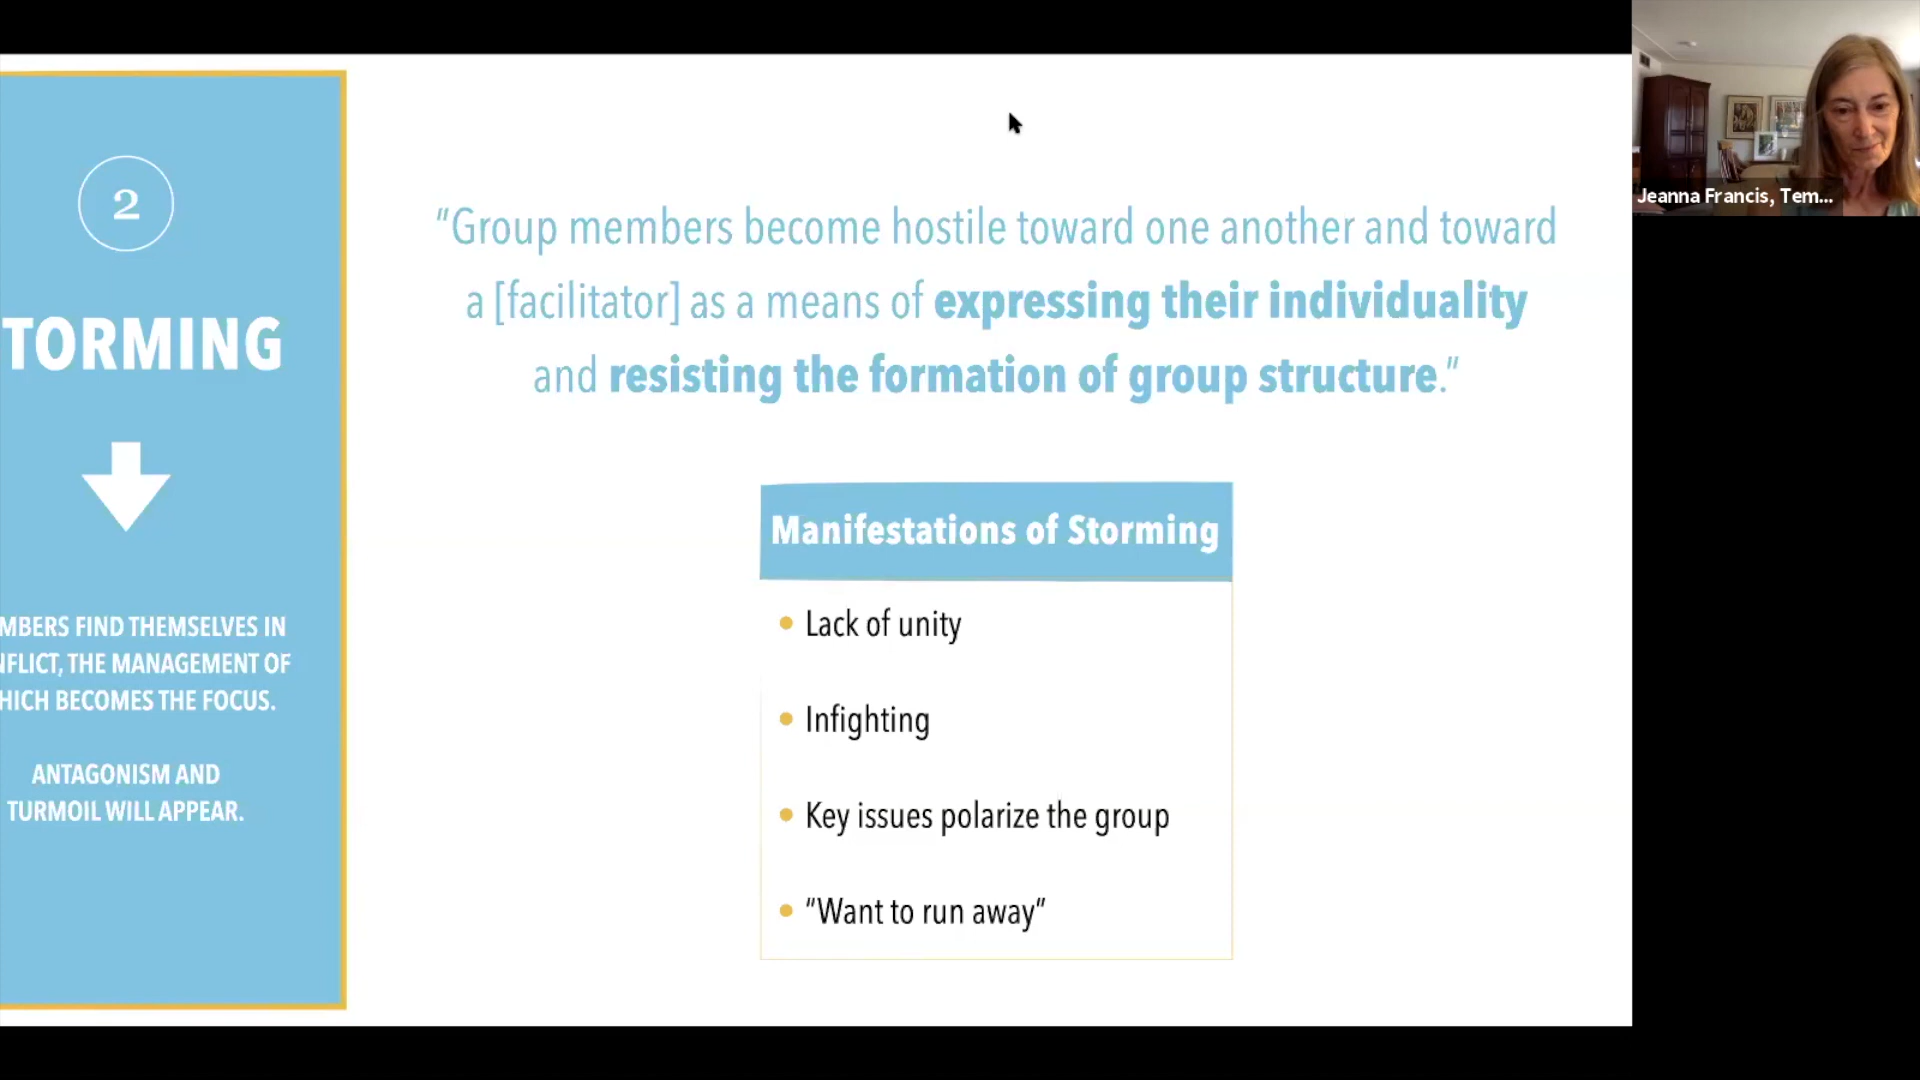 2
TORMING
MBERS FIND THEMSELVES IN
NFLICT, THE MANAGEMENT OF
HICH BECOMES THE FOCUS.
ANTAGONISM AND
TURMOIL WILL APPEAR.
"Group members become hostile toward one another and toward
a [facilitator] as a means of expressing their individuality
and resisting the formation of group structure."
Manifestations of Storming
• Lack of unity
• Infighting
• Key issues polarize the group
• "Want to run away"
Jeanna Francis, Tem...